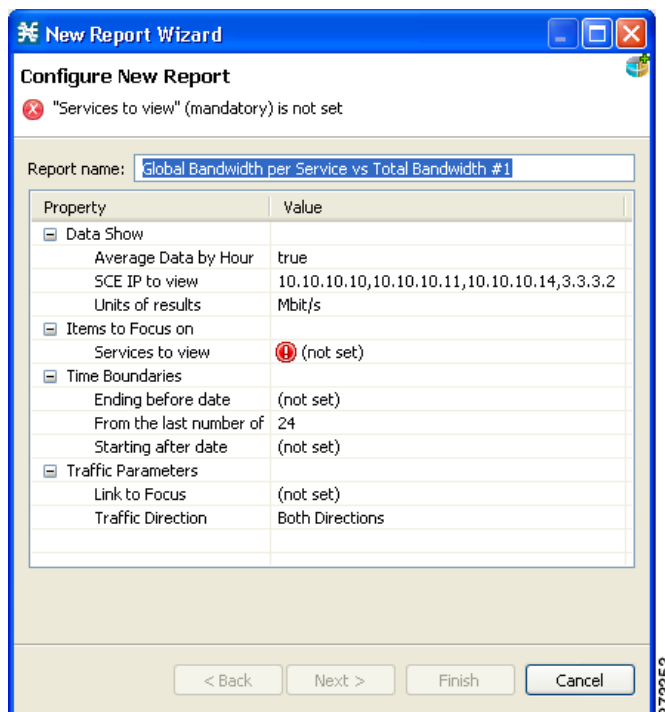 New Report Wizard
Configure New Report
"Services to view" (mandatory) is not set
Report name: Global Bandwidth per Service vs Total Bandwidth #1
Property Value
Data Show
Average Data by Hour true
SCE IP to view 10.10.10.10,10.10.10.11,10.10.10.14,3.3.3.2
Units of results Mbit/s
Items to Focus on
Services to view (not set)
Time Boundaries
Ending before date (not set)
From the last number of 24
Starting after date (not set)
Traffic Parameters
Link to Focus (not set)
Traffic Direction Both Directions
< Back Next > Finish Cancel